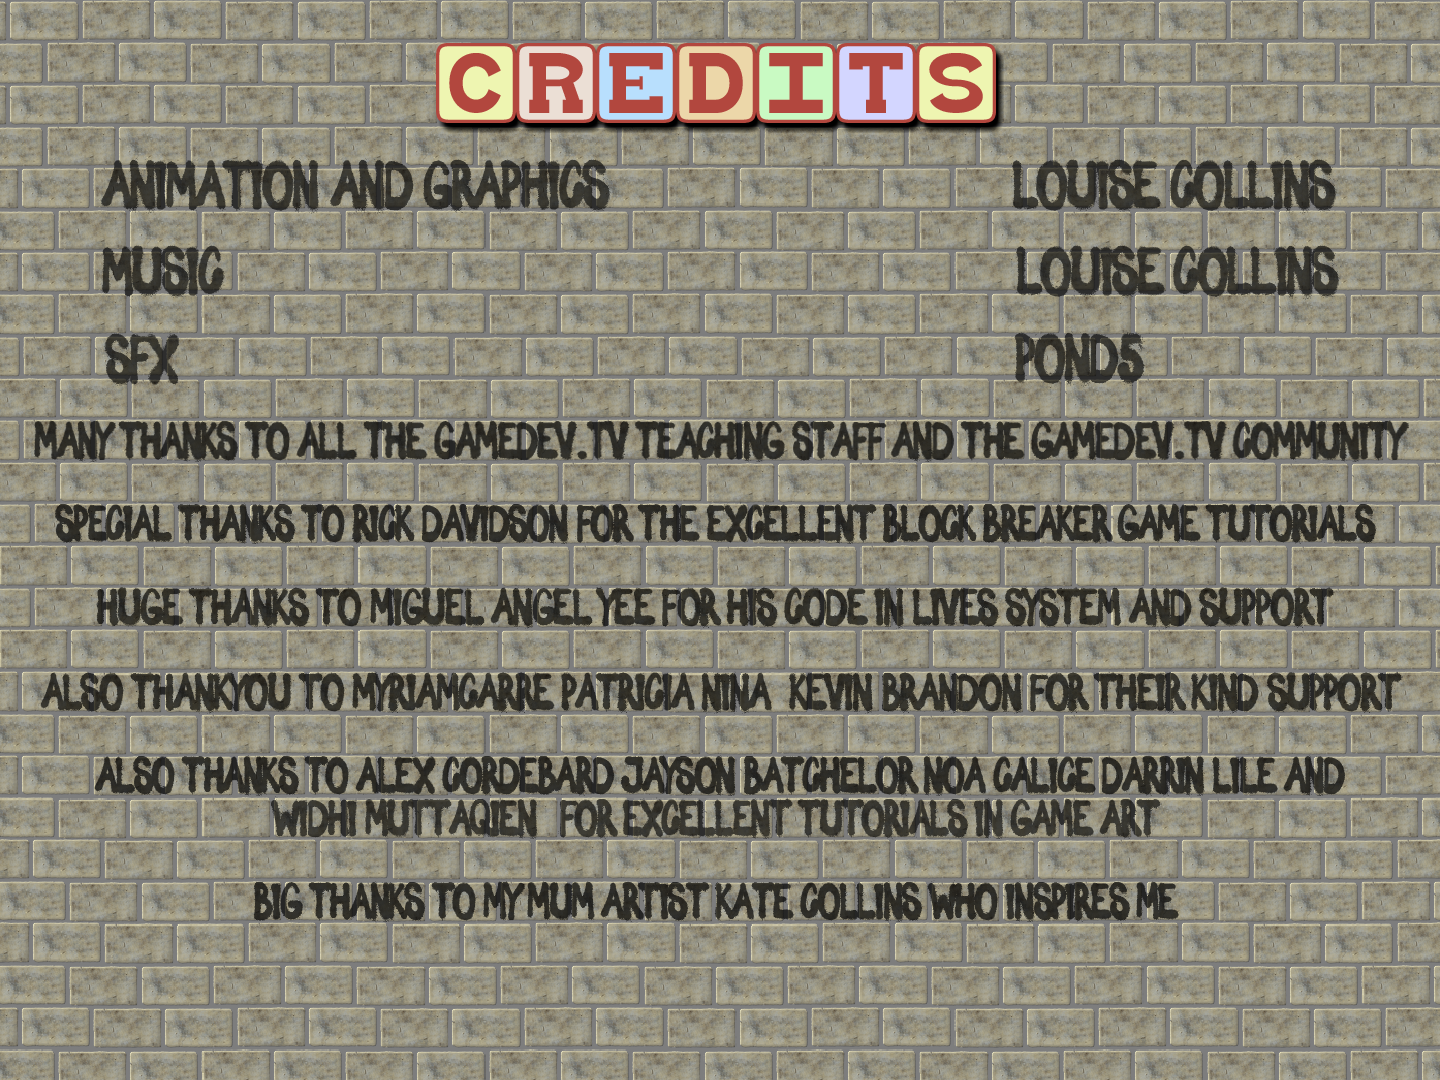 CREDITS
ANIMATION AND GRAPHICS LOUISE COLLINS
MUSIC LOUISE COLLINS
SFX POND5
MANY THANKS TO ALL THE GAMEDEV.TV TEACHING STAFF AND THE GAMEDEV.TV COMMUNITY
SPECIAL THANKS TO RICK DAVIDSON FOR THE EXCELLENT BLOCK BREAKER GAME TUTORIALS
HUGE THANKS TO MIGUEL ANGEL YEE FOR HIS CODE IN LIVES SYSTEM AND SUPPORT
ALSO THANKYOU TO MYRIAMCARRE PATRICIA NINA KEVIN BRANDON FOR THEIR KIND SUPPORT
ALSO THANKS TO ALEX CORDEBARD JAYSON BATCHELOR NOA CALICE DARRIN LILE AND
WIDHI MUTTAQIEN FOR EXCELLENT TUTORIALS IN GAME ART
BIG THANKS TO MY MUM ARTIST KATE COLLINS WHO INSPIRES ME